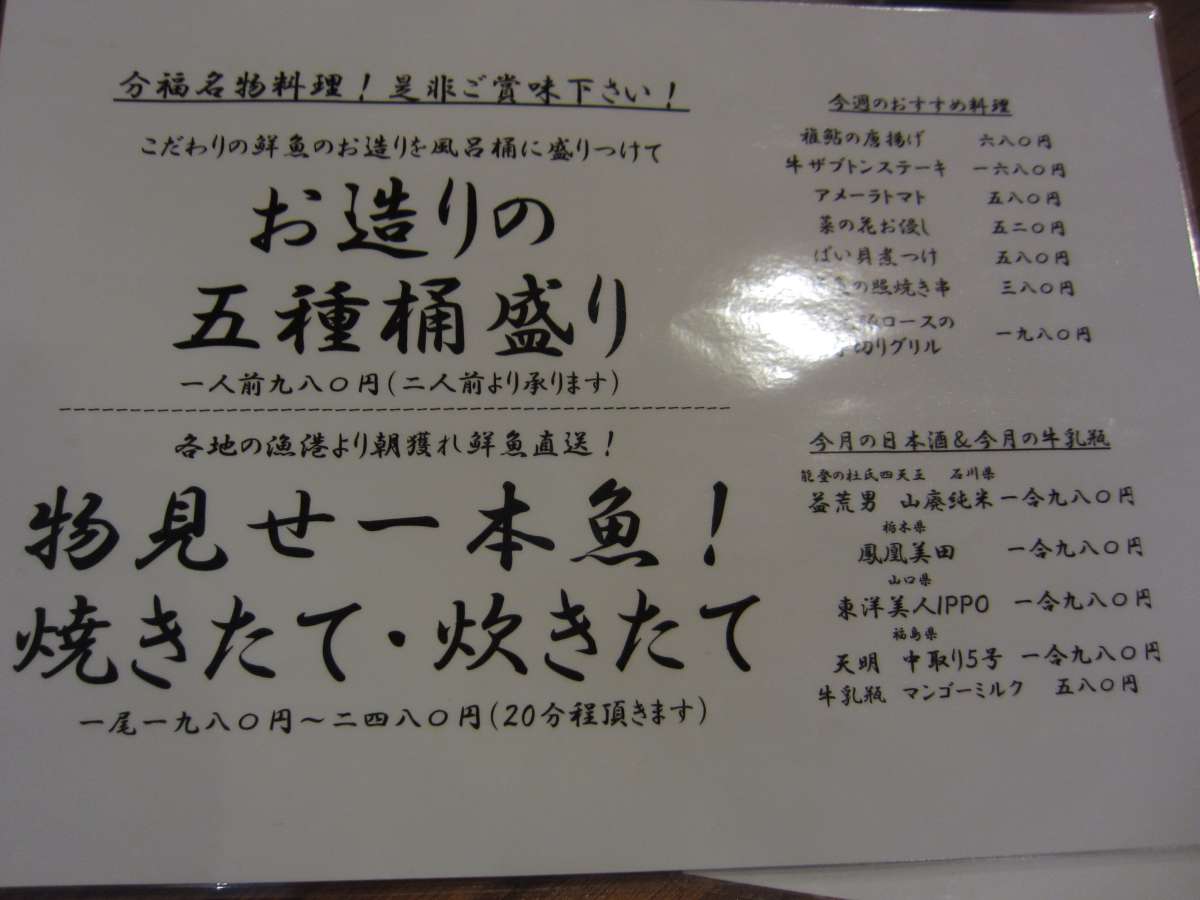 分福名物料理！是非ご賞味下さい！
こだわりの鮮魚のお造りを風呂桶に盛りつけて
お造りの
五種桶盛り
一人前九八〇円(二人前より承ります)
各地の漁港より朝獲れ鮮魚直送！
物見せ一本魚！
焼きたて・炊きたて
一尾一九八〇円～二四八〇円(20分程頂きます)
今週のおすすめ料理
稚鮎の唐揚げ 六八〇円
牛ザブトンステーキ 一六八〇円
アメーラトマト 五八〇円
菜の花お浸し 五二〇円
ばい貝煮つけ 五八〇円
の照焼き串 三八〇円
ロースの
切りグリル 一九八〇円
今月の日本酒&今月の牛乳瓶
能登の杜氏四天王 石川県
益荒男 山廃純米 一合九八〇円
栃木県
鳳凰美田 一合九八〇円
山口県
東洋美人IPPO 一合九八〇円
福島県
天明 中取り5号 一合九八〇円
牛乳瓶 マンゴーミルク 五八〇円